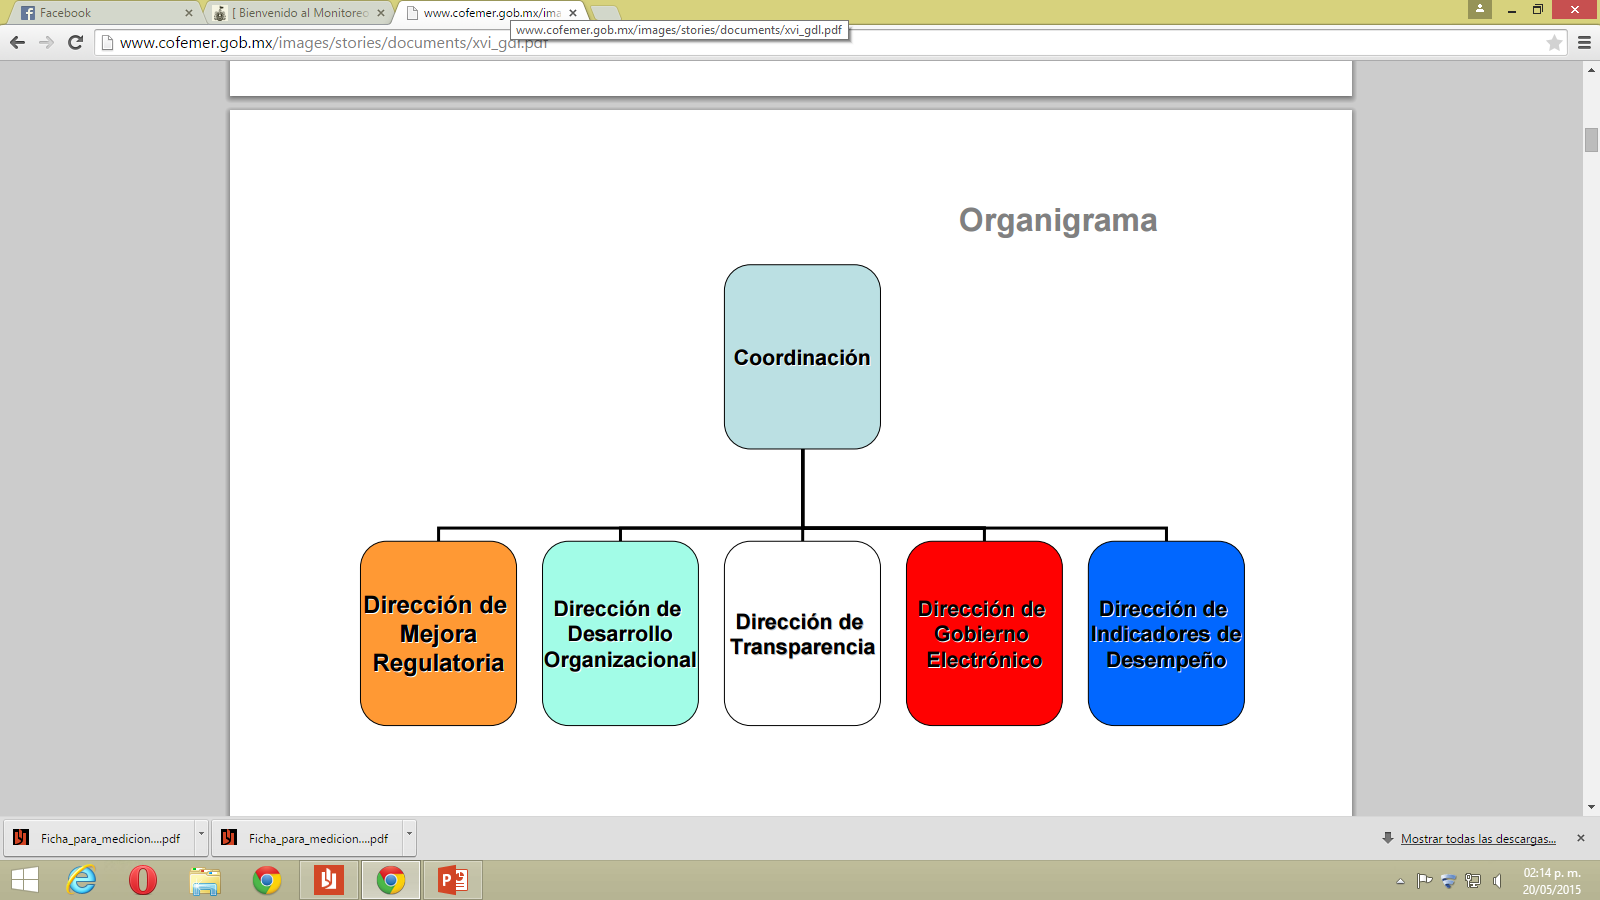 Facebook
[ Bienvenido al Monitoreo
www.cofemer.gob.mx/ima
www.cofemer.gob.mx/images/stories/documents/xvi_gdl.pdf
www.cofemer.gob.mx/images/stories/documents/xvi_gdl.pdf
Organigrama
Coordinación
Dirección de
Mejora
Regulatoria
Dirección de
Desarrollo
Organizacional
Dirección de
Transparencia
Dirección de
Gobierno
Electrónico
Dirección de
Indicadores de
Desempeño
Ficha_para_medicion....pdf
Ficha_para_medicion....pdf
Mostrar todas las descargas...
02:14 p. m.
20/05/2015